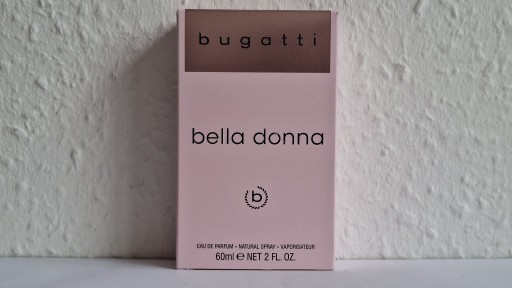 bugatti
bella donna
b
EAU DE PARFUM • NATURAL SPRAY • VAPORISATEUR
60ml ℮ NET 2 FL. OZ.